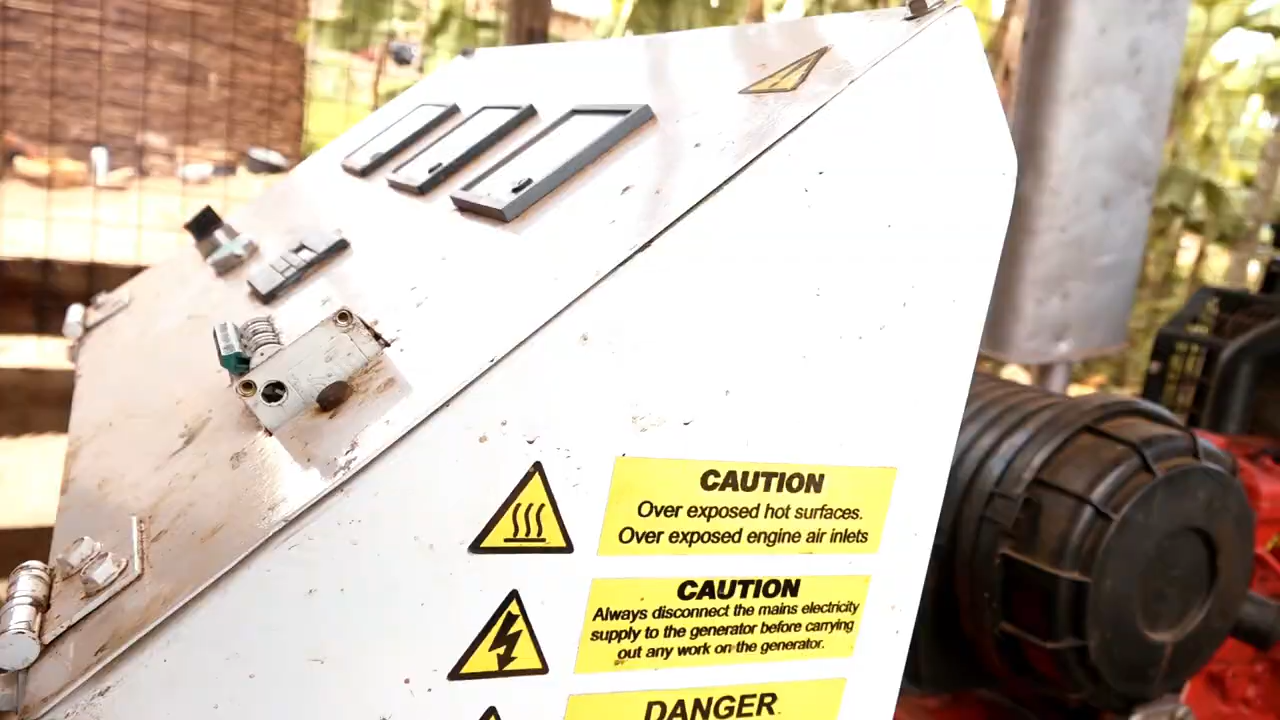 CAUTION
Over exposed hot surfaces.
Over exposed engine air inlets
CAUTION
Always disconnect the mains electricity
supply to the generator before carrying
out any work on the generator.
DANGER